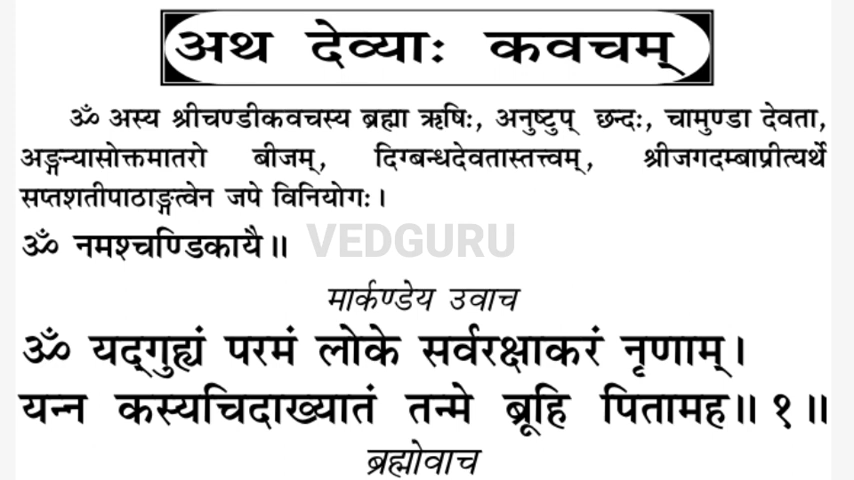 अथ देव्याः कवचम्
ॐ अस्य श्रीचण्डीकवचस्य ब्रह्मा ऋषिः, अनुष्टुप् छन्दः, चामुण्डा देवता,
अङ्गन्यासोक्तमातरो बीजम्, दिग्बन्धदेवतास्तत्त्वम्, श्रीजगदम्बाप्रीत्यर्थे
सप्तशतीपाठाङ्गत्वेन जपे विनियोगः।
ॐ नमश्चण्डिकायै॥ VEDGURU
मार्कण्डेय उवाच
ॐ यद्‌गुह्यं परमं लोके सर्वरक्षाकरं नृणाम्।
यन्न कस्यचिदाख्यातं तन्मे ब्रूहि पितामह॥ १॥
ब्रह्मोवाच